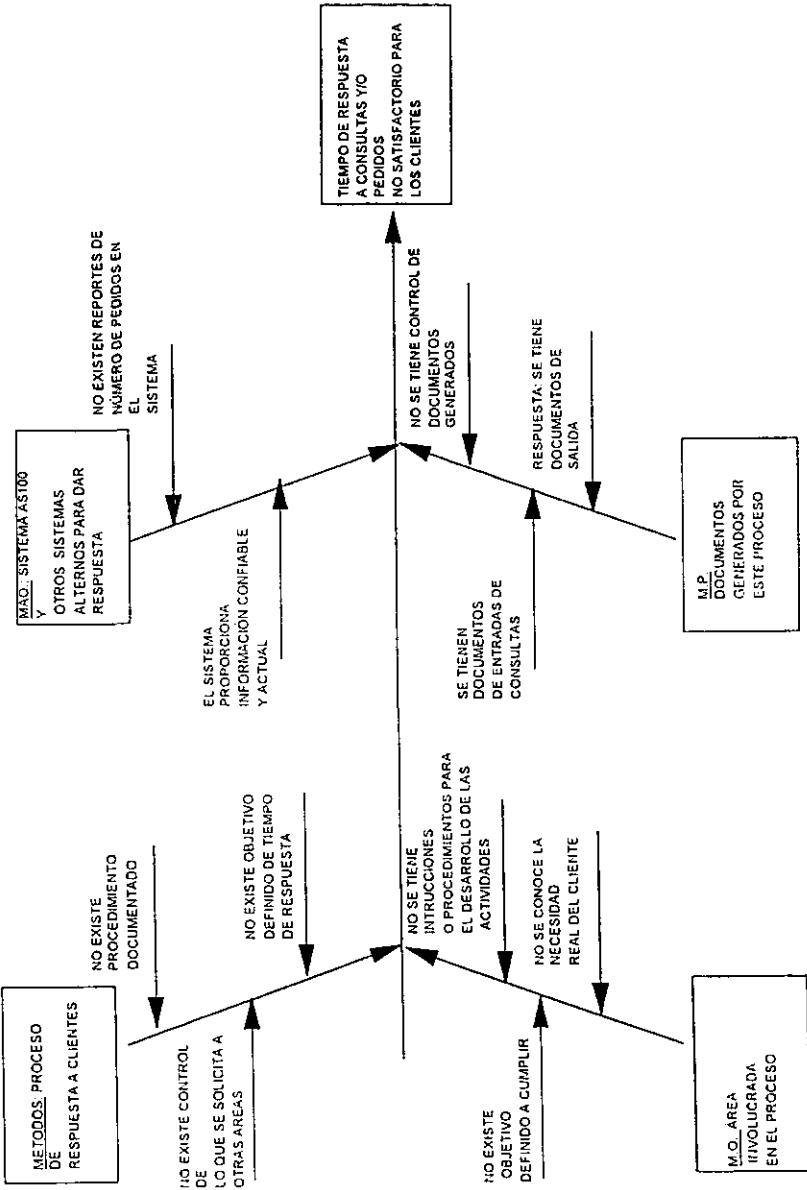 METODOS: PROCESO
DE
RESPUESTA A CLIENTES
NO EXISTE
PROCEDIMIENTO
DOCUMENTADO
NO EXISTE CONTROL
DE
LO QUE SE SOLICITA A
OTRAS AREAS
NO EXISTE OBJETIVO
DEFINIDO DE TIEMPO
DE RESPUESTA
MAQ.: SISTEMA AS100
Y
OTROS SISTEMAS
ALTERNOS PARA DAR
RESPUESTA
NO EXISTEN REPORTES DE
NÚMERO DE PEDIDOS EN
EL
SISTEMA
EL SISTEMA
PROPORCIONA
INFORMACIÓN CONFIABLE
Y ACTUAL
TIEMPO DE RESPUESTA
A CONSULTAS Y/O
PEDIDOS
NO SATISFACTORIO PARA
LOS CLIENTES
NO SE TIENE
INTRUCCIONES
O PROCEDIMIENTOS PARA
EL DESARROLLO DE LAS
ACTIVIDADES
NO EXISTE
OBJETIVO
DEFINIDO A CUMPLIR
NO SE CONOCE LA
NECESIDAD
REAL DEL CLIENTE
M.O. ÁREA
INVOLUCRADA
EN EL PROCESO
NO SE TIENE CONTROL DE
DOCUMENTOS
GENERADOS
SE TIENEN
DOCUMENTOS
DE ENTRADAS DE
CONSULTAS
RESPUESTA: SE TIENE
DOCUMENTOS DE
SALIDA
M.P.
DOCUMENTOS
GENERADOS POR
ESTE PROCESO